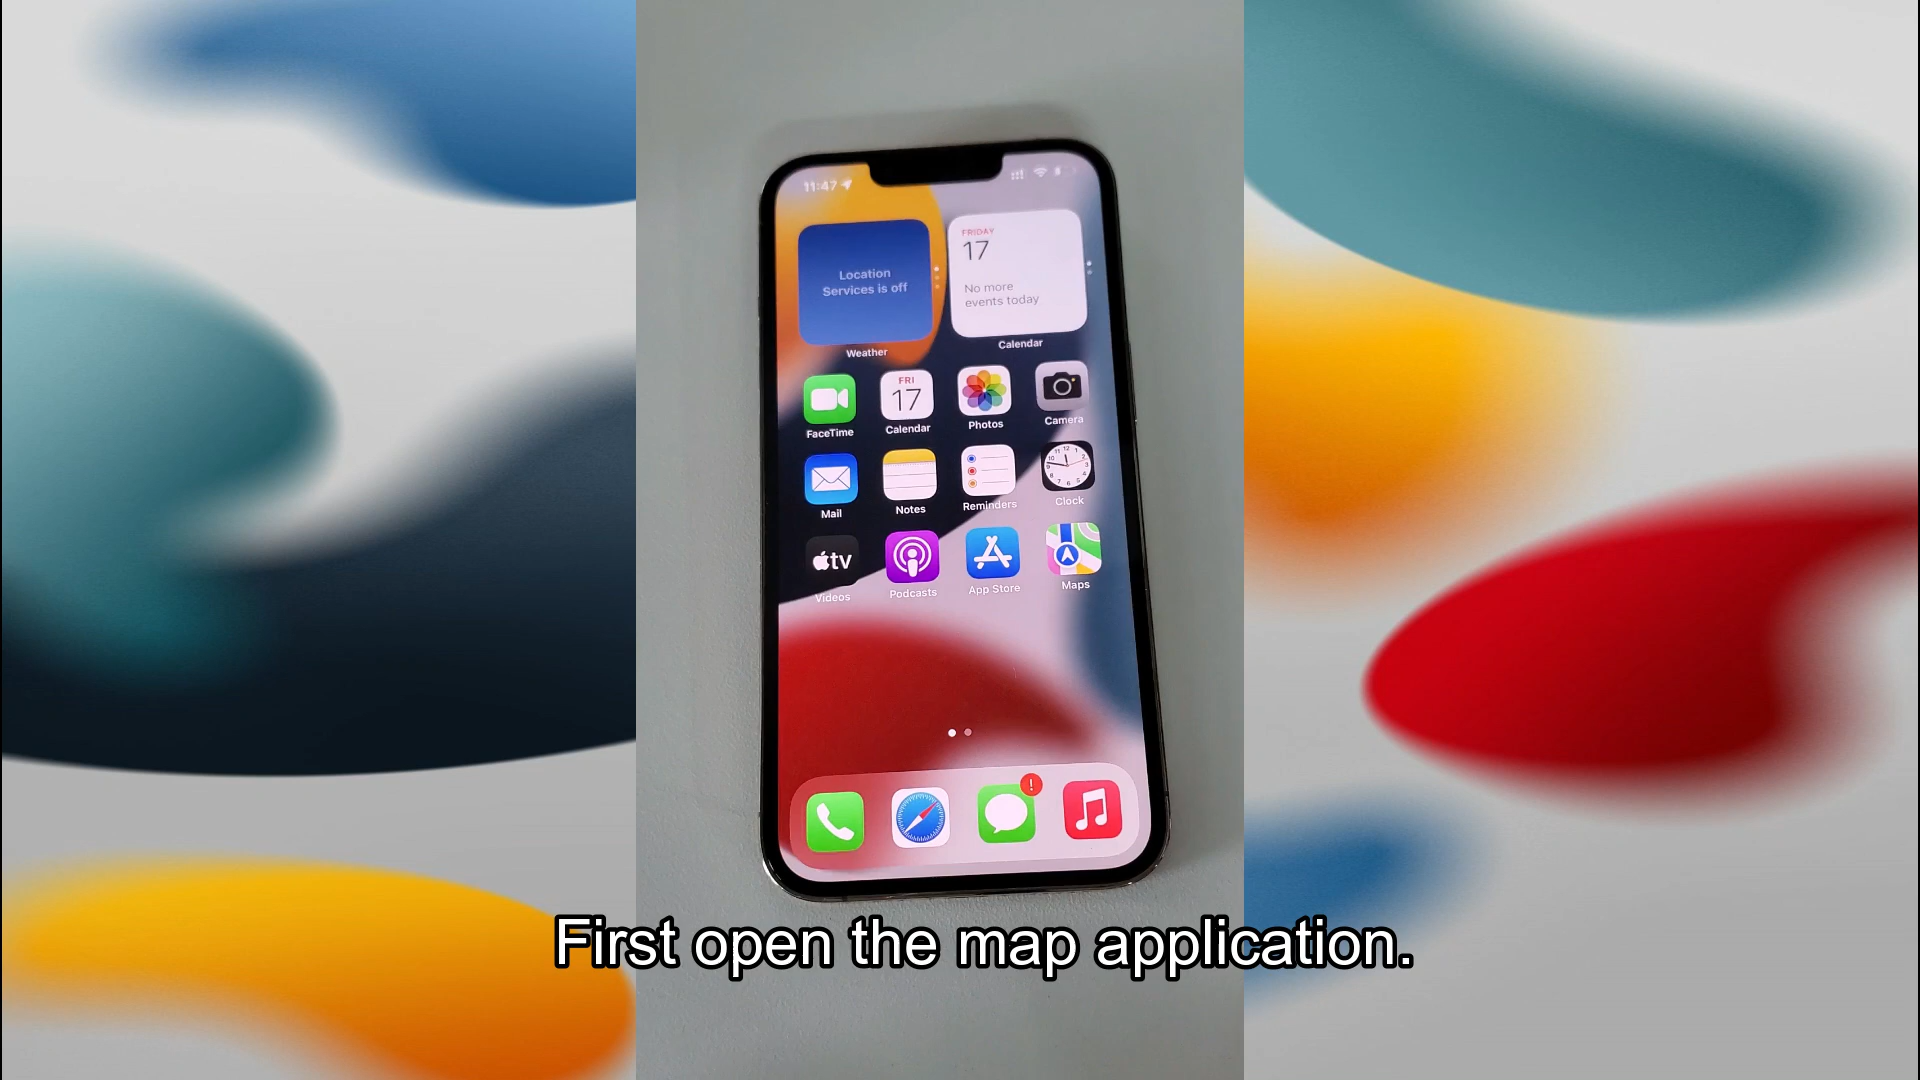 11:47
Location
Services is off
Weather
FRIDAY
17
No more
events today
Calendar
FaceTime
FRI
17
Calendar
Photos
Camera
Mail
Notes
Reminders
Clock
tv
Videos
Podcasts
App Store
Maps
!
First open the map application.